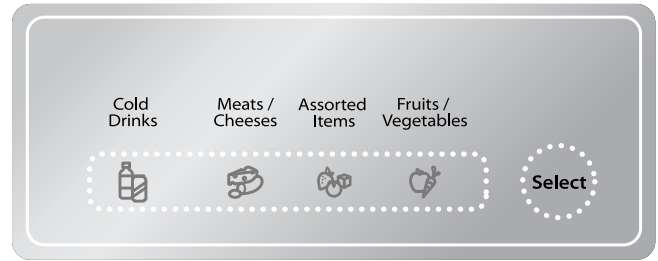 Cold
Drinks
Meats /
Cheeses
Assorted
Items
Fruits /
Vegetables
Select